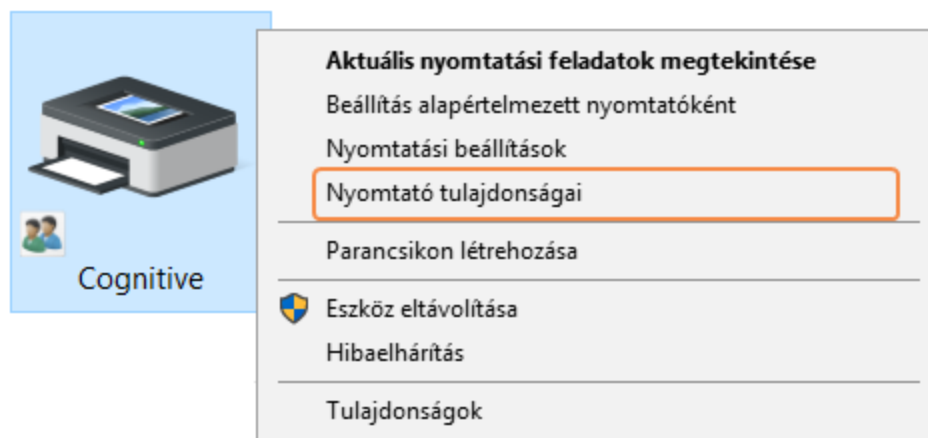 Cognitive
Aktuális nyomtatási feladatok megtekintése
Beállítás alapértelmezett nyomtatóként
Nyomtatási beállítások
Nyomtató tulajdonságai
Parancsikon létrehozása
Eszköz eltávolítása
Hibaelhárítás
Tulajdonságok